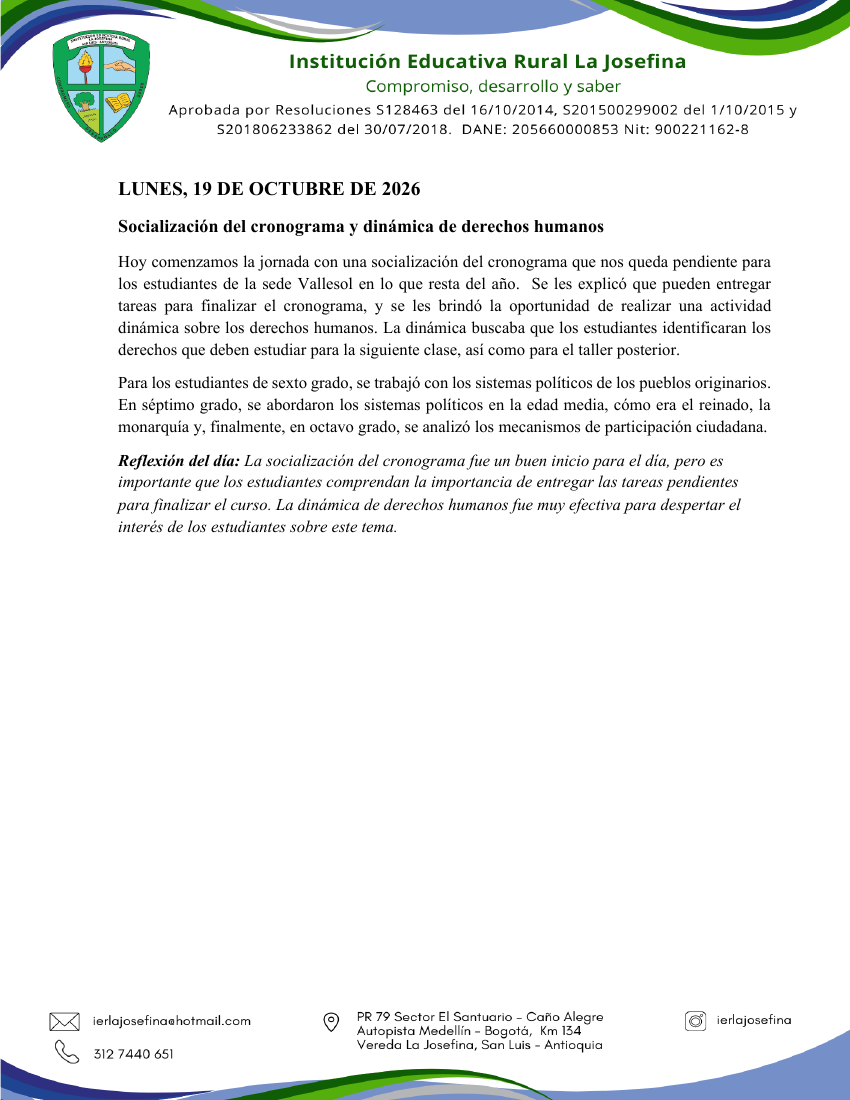 Institución Educativa Rural La Josefina
Compromiso, desarrollo y saber
Aprobada por Resoluciones S128463 del 16/10/2014, S201500299002 del 1/10/2015 y
S201806233862 del 30/07/2018. DANE: 205660000853 Nit: 900221162-8
LUNES, 19 DE OCTUBRE DE 2026
Socialización del cronograma y dinámica de derechos humanos
Hoy comenzamos la jornada con una socialización del cronograma que nos queda pendiente para
los estudiantes de la sede Vallesol en lo que resta del año. Se les explicó que pueden entregar
tareas para finalizar el cronograma, y se les brindó la oportunidad de realizar una actividad
dinámica sobre los derechos humanos. La dinámica buscaba que los estudiantes identificaran los
derechos que deben estudiar para la siguiente clase, así como para el taller posterior.
Para los estudiantes de sexto grado, se trabajó con los sistemas políticos de los pueblos originarios.
En séptimo grado, se abordaron los sistemas políticos en la edad media, cómo era el reinado, la
monarquía y, finalmente, en octavo grado, se analizó los mecanismos de participación ciudadana.
Reflexión del día: La socialización del cronograma fue un buen inicio para el día, pero es
importante que los estudiantes comprendan la importancia de entregar las tareas pendientes
para finalizar el curso. La dinámica de derechos humanos fue muy efectiva para despertar el
interés de los estudiantes sobre este tema.
ierlajosefina@hotmail.com
312 7440 651
PR 79 Sector El Santuario - Caño Alegre
Autopista Medellín - Bogotá, Km 134
Vereda La Josefina, San Luis - Antioquia
ierlajosefina